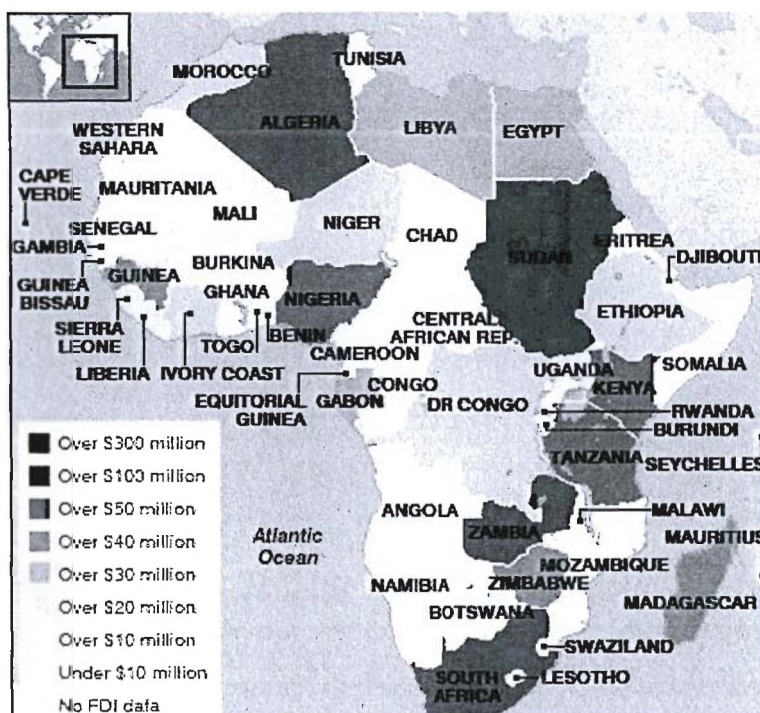 MOROCCO
TUNISIA
ALGERIA
LIBYA
EGYPT
WESTERN
SAHARA
CAPE
VERDE
MAURITANIA
MALI
NIGER
CHAD
SUDAN
ERITREA
DJIBOUTI
SENEGAL
GAMBIA
GUINEA
BISSAU
GUINEA
BURKINA
GHANA
NIGERIA
ETHIOPIA
SIERRA
LEONE
LIBERIA
IVORY COAST
TOGO
BENIN
CENTRAL
AFRICAN REP.
CAMEROON
EQUITORIAL
GUINEA
GABON
CONGO
DR CONGO
UGANDA
KENYA
SOMALIA
RWANDA
BURUNDI
TANZANIA
SEYCHELLES
ANGOLA
ZAMBIA
MALAWI
MOZAMBIQUE
MAURITIUS
ZIMBABWE
MADAGASCAR
NAMIBIA
BOTSWANA
SWAZILAND
SOUTH
AFRICA
LESOTHO
Atlantic
Ocean
Over $300 million
Over $100 million
Over $50 million
Over $40 million
Over $30 million
Over $20 million
Over $10 million
Under $10 million
No FDI data